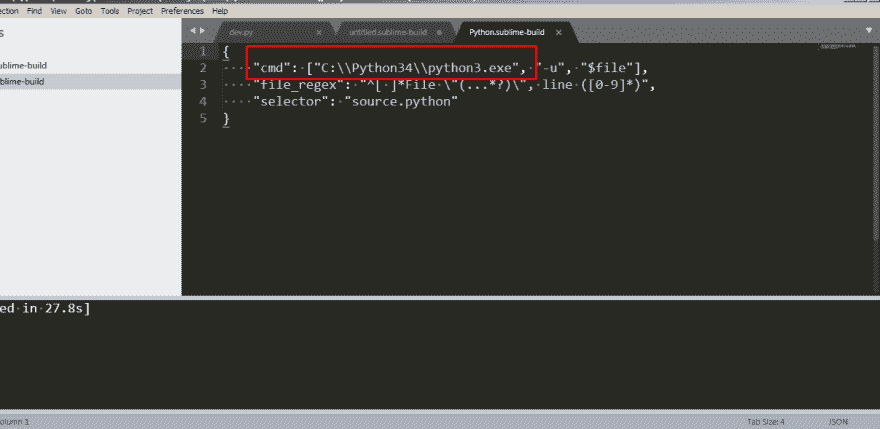 ection Find View Goto Tools Project Preferences Help
s
dev.py untitled.sublime-build Python.sublime-build
ublime-build
blime-build
1 {
2 "cmd": ["C:\\Python34\\python3.exe", "-u", "$file"],
3 "file_regex": "^[ ]*File \"(...*?)\", line ([0-9]*)",
4 "selector": "source.python"
5 }
ed in 27.8s]
olumn 1 Tab Size: 4 JSON